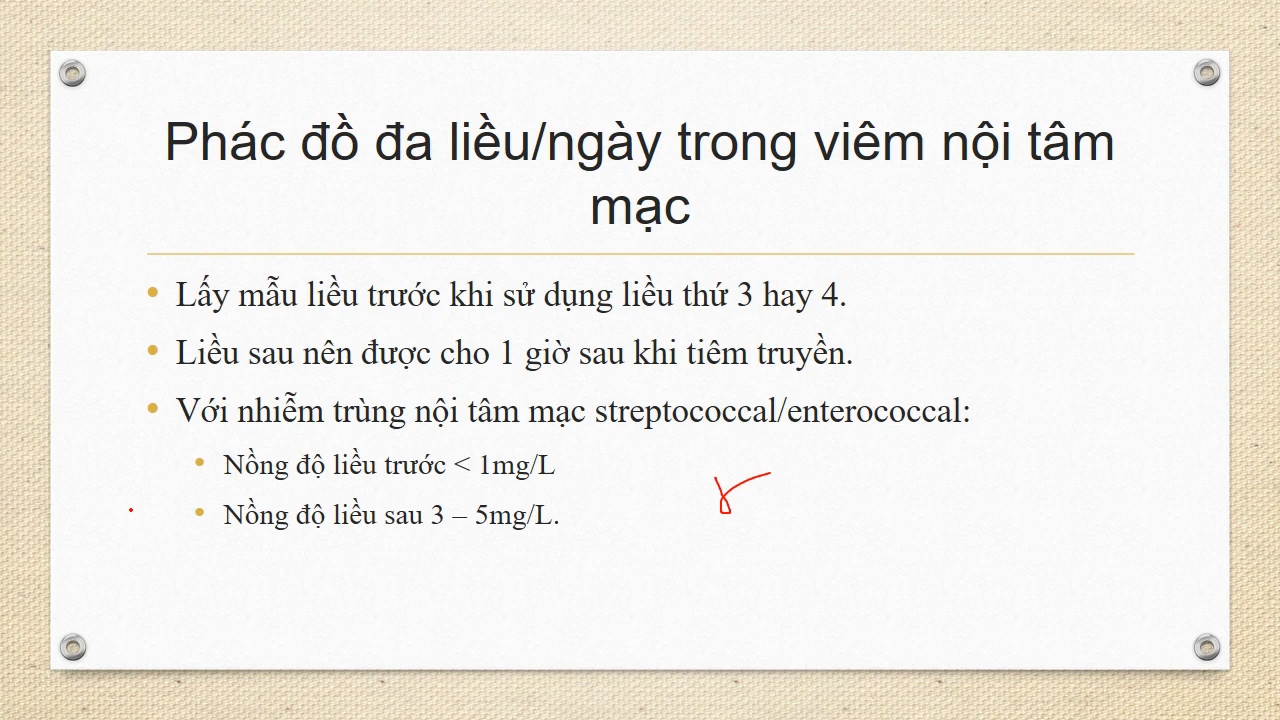 Phác đồ đa liều/ngày trong viêm nội tâm
mạc
• Lấy mẫu liều trước khi sử dụng liều thứ 3 hay 4.
• Liều sau nên được cho 1 giờ sau khi tiêm truyền.
• Với nhiễm trùng nội tâm mạc streptococcal/enterococcal:
• Nồng độ liều trước < 1mg/L
• Nồng độ liều sau 3 – 5mg/L.